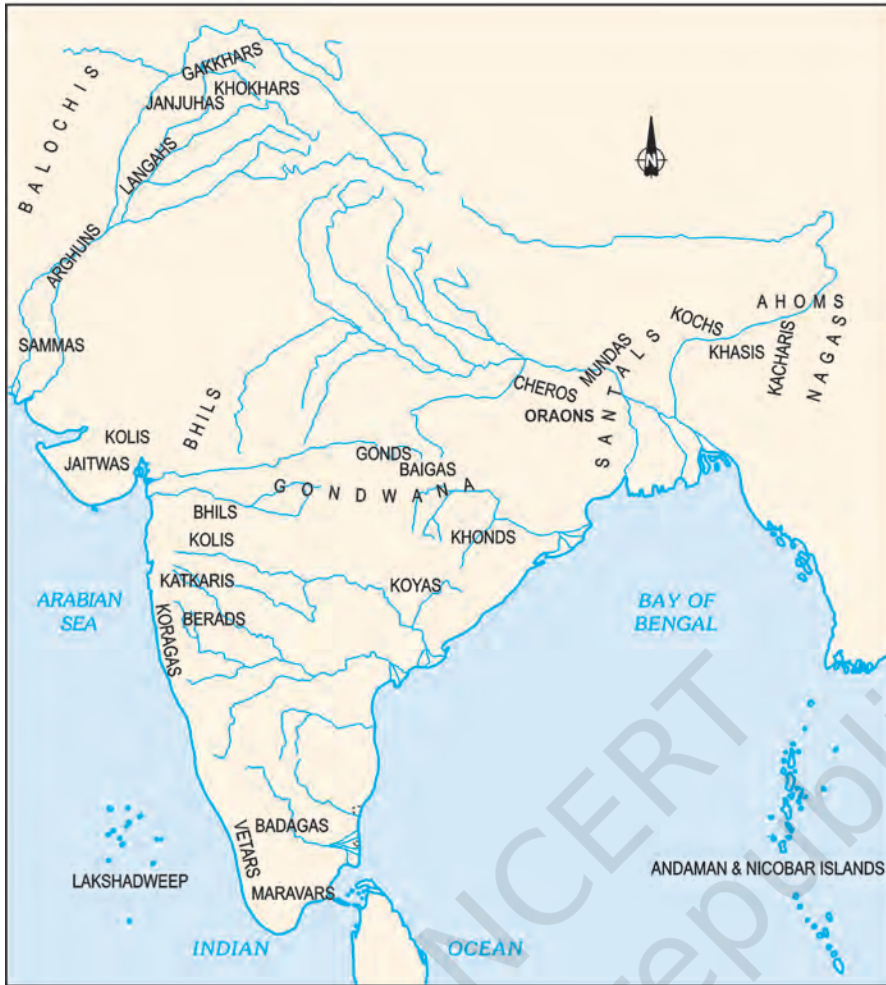 GAKKHARS
KHOKHARS
JANJUHAS
BALOCHIS
LANGAHS
N
ARGHUNS
SAMMAS
AHOMS
KOCHS
KHASIS
KACHARIS
NAGAS
MUNDAS
CHEROS
SANTALS
ORAONS
BHILS
KOLIS
JAITWAS
GONDS
BAIGAS
GONDWANA
BHILS
KOLIS
KHONDS
KATKARIS
KOYAS
BERADS
KORAGAS
ARABIAN
SEA
BAY OF
BENGAL
BADAGAS
VETARS
LAKSHADWEEP
MARAVARS
ANDAMAN & NICOBAR ISLANDS
INDIAN OCEAN
NCERT
republi